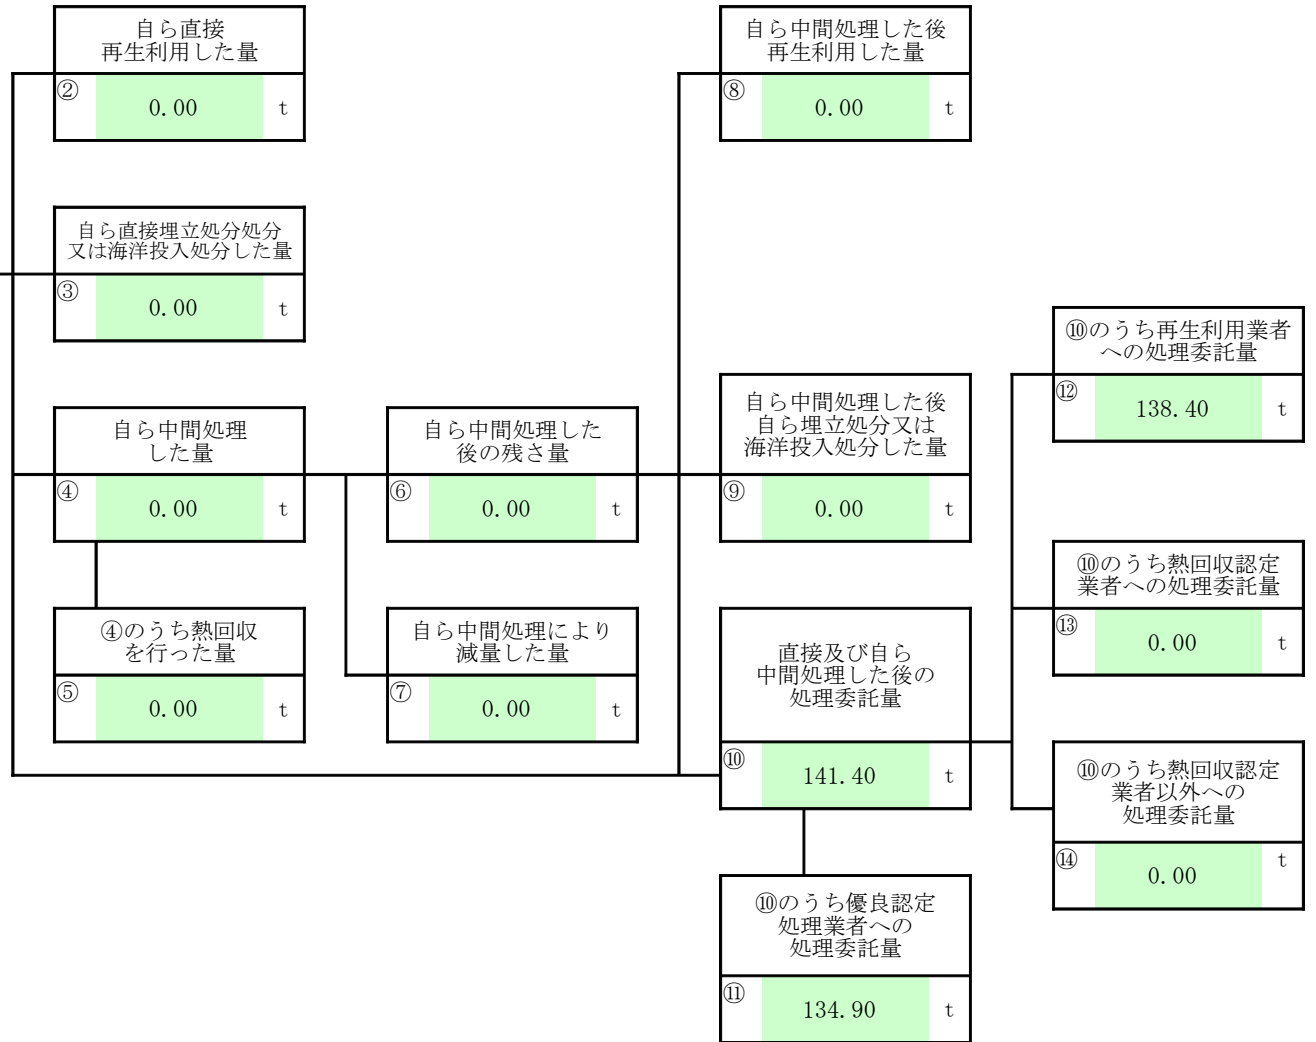 自ら直接
再生利用した量
②
0.00
t
自ら中間処理した後
再生利用した量
⑧
0.00
t
自ら直接埋立処分処分
又は海洋投入処分した量
③
0.00
t
⑩のうち再生利用業者
への処理委託量
⑫
138.40
t
自ら中間処理
した量
④
0.00
t
自ら中間処理した
後の残さ量
⑥
0.00
t
自ら中間処理した後
自ら埋立処分又は
海洋投入処分した量
⑨
0.00
t
⑩のうち熱回収認定
業者への処理委託量
⑬
0.00
t
④のうち熱回収
を行った量
⑤
0.00
t
自ら中間処理により
減量した量
⑦
0.00
t
直接及び自ら
中間処理した後の
処理委託量
⑩
141.40
t
⑩のうち熱回収認定
業者以外への
処理委託量
⑭
0.00
t
⑩のうち優良認定
処理業者への
処理委託量
⑪
134.90
t